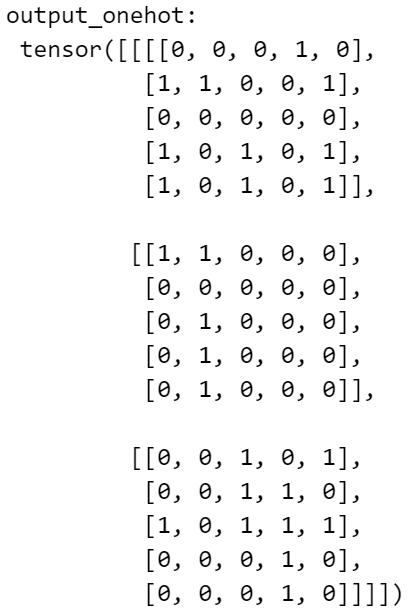 output_onehot:
 tensor([[[[0, 0, 0, 1, 0],
          [1, 1, 0, 0, 1],
          [0, 0, 0, 0, 0],
          [1, 0, 1, 0, 1],
          [1, 0, 1, 0, 1]],

         [[1, 1, 0, 0, 0],
          [0, 0, 0, 0, 0],
          [0, 1, 0, 0, 0],
          [0, 1, 0, 0, 0],
          [0, 1, 0, 0, 0]],

         [[0, 0, 1, 0, 1],
          [0, 0, 1, 1, 0],
          [1, 0, 1, 1, 1],
          [0, 0, 0, 1, 0],
          [0, 0, 0, 1, 0]]]])